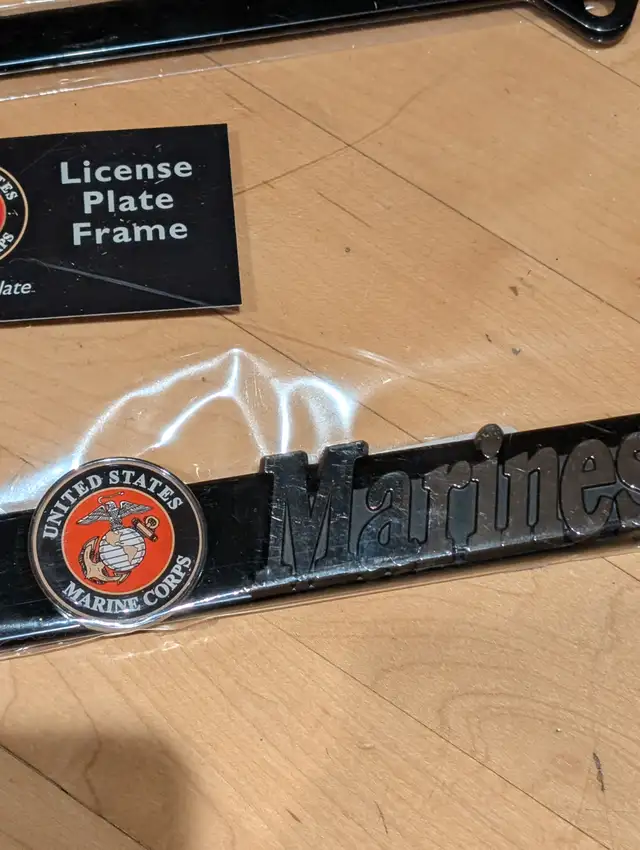 License
Plate
Frame
UNITED STATES
MARINE CORPS
Marines